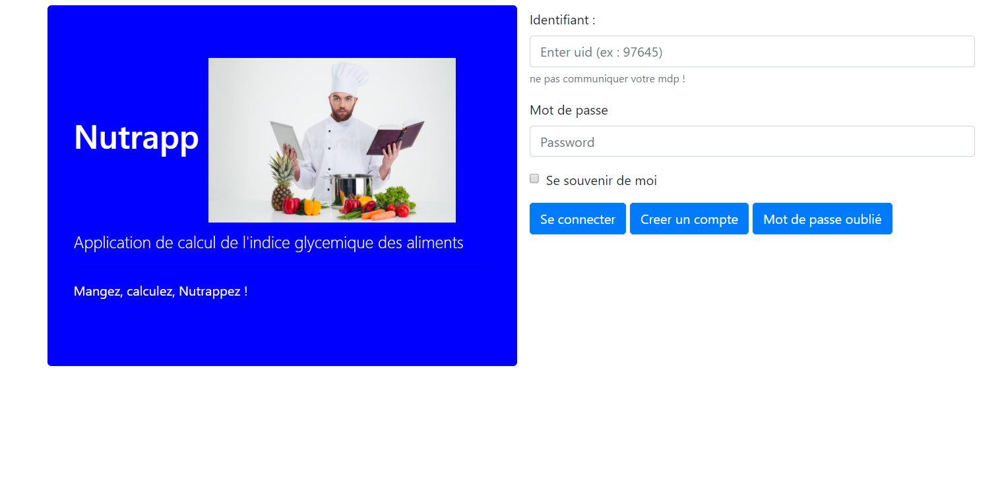 Nutrapp
Application de calcul de l'indice glycemique des aliments
Mangez, calculez, Nutrappez !
Identifiant :
Enter uid (ex : 97645)
ne pas communiquer votre mdp !
Mot de passe
Password
Se souvenir de moi
Se connecter Creer un compte Mot de passe oublié